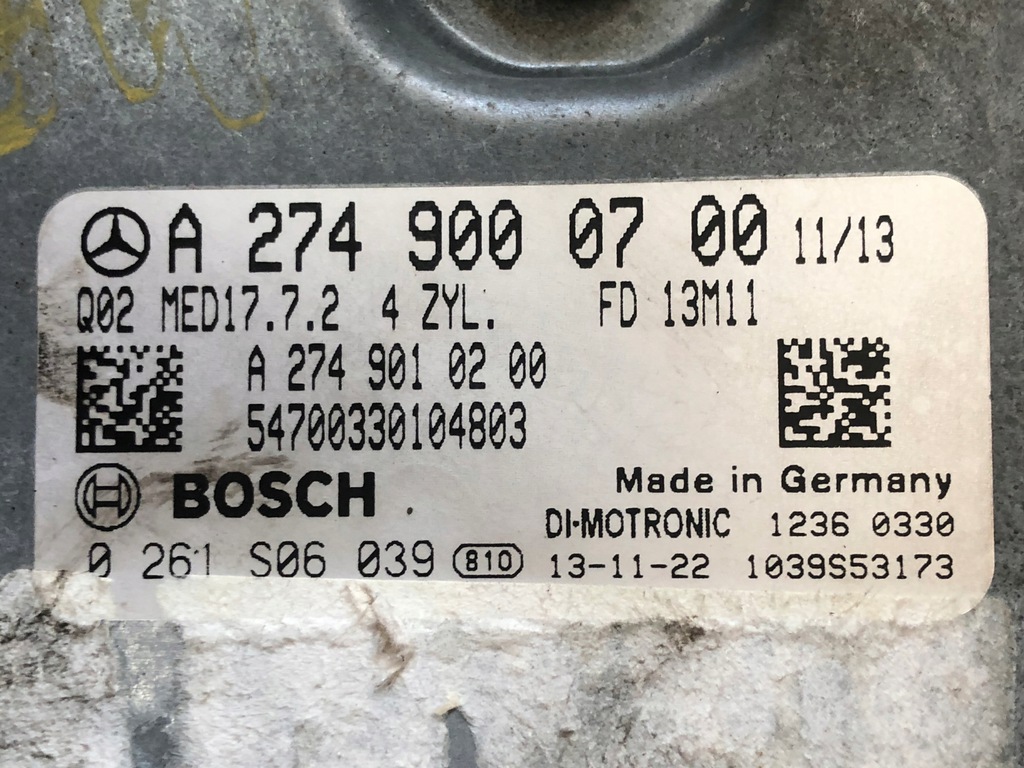 A 274 900 07 00 11/13
Q02 MED17.7.2 4 ZYL. FD 13M11
A 274 901 02 00
54700330104803
BOSCH
Made in Germany
DI-MOTRONIC 1236 0330
0 261 S06 039 810 13-11-22 1039S53173